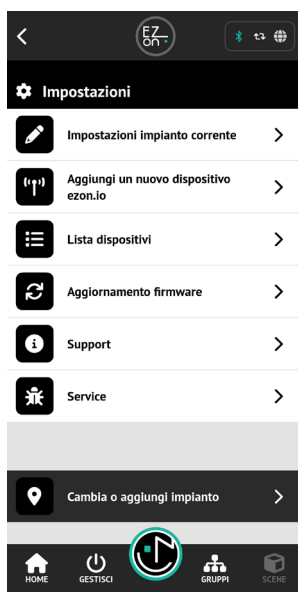 EZ
on
Impostazioni
Impostazioni impianto corrente
Aggiungi un nuovo dispositivo
ezon.io
Lista dispositivi
Aggiornamento firmware
Support
Service
Cambia o aggiungi impianto
HOME
GESTISCI
GRUPPI
SCENE